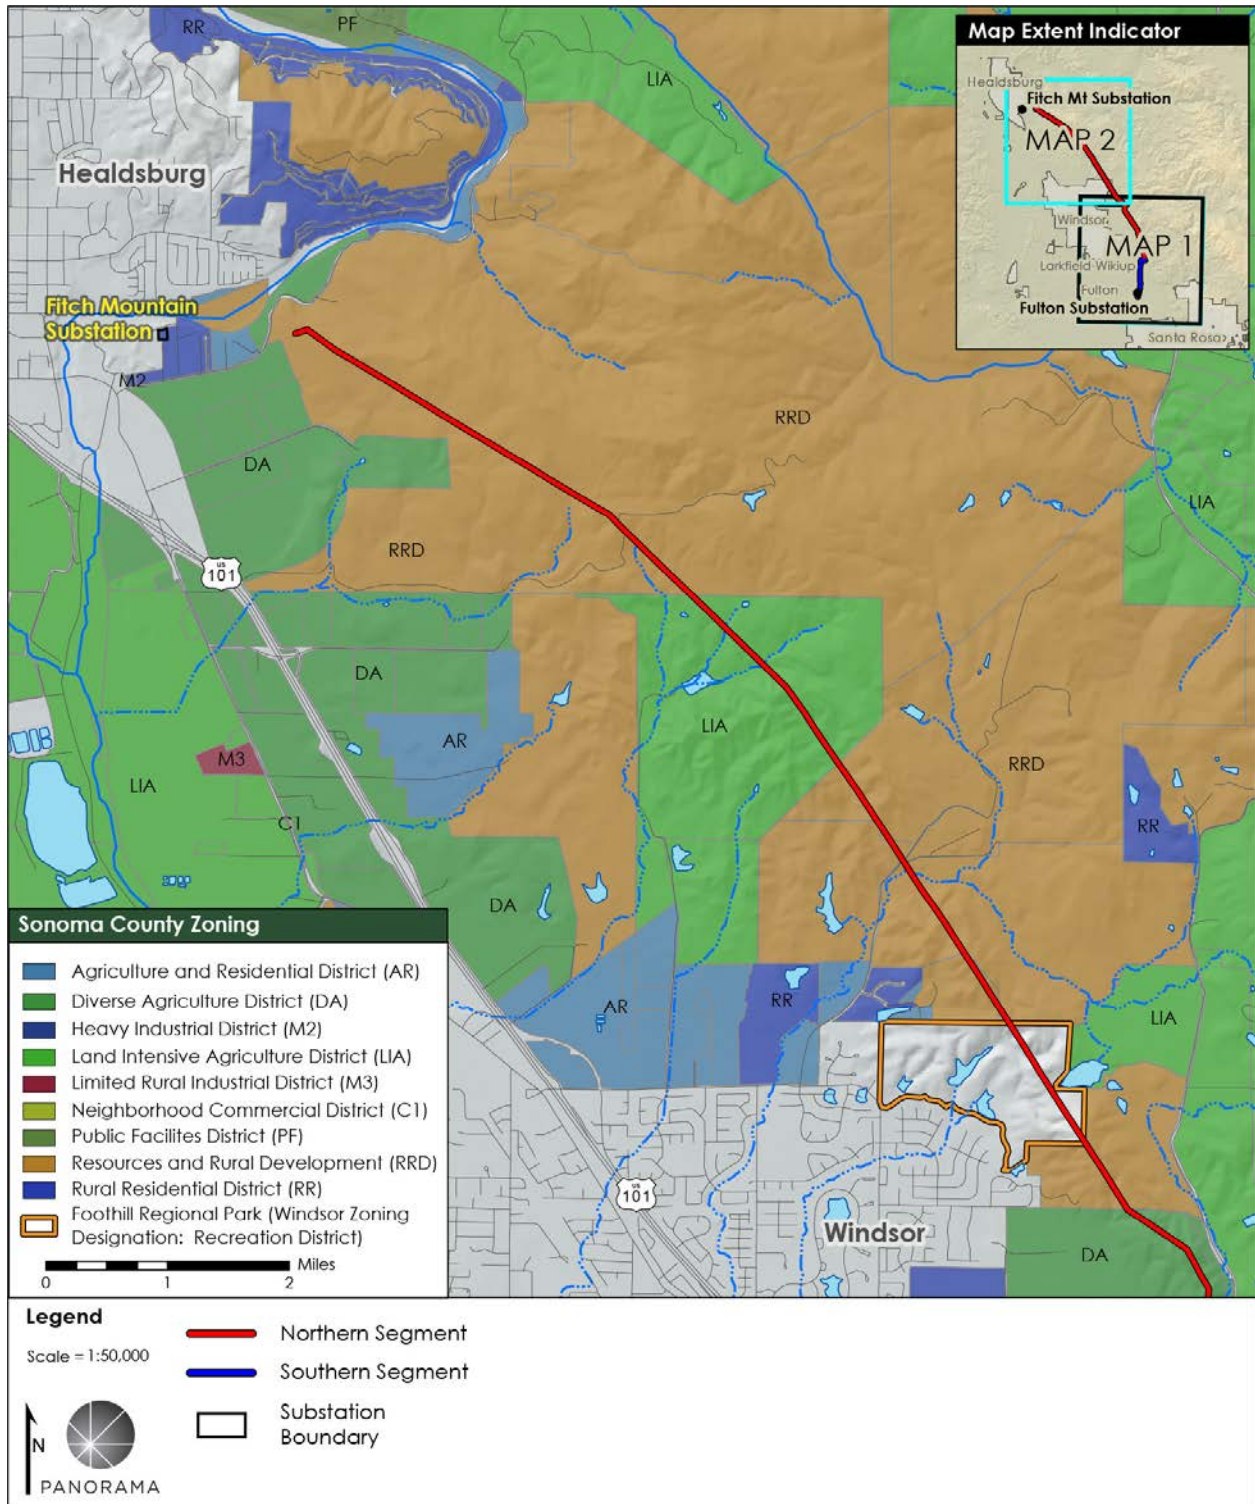 RR
PF
LIA
Map Extent Indicator
Healdsburg
Fitch Mt Substation
MAP 2
Windsor
MAP 1
Larkfield-Wikiup
Fulton
Fulton Substation
Santa Rosa
Healdsburg
Fitch Mountain
Substation
M2
RRD
DA
LIA
RRD
US
101
DA
AR
LIA
M3
LIA
RRD
C1
RR
DA
AR
RR
LIA
US
101
Windsor
DA
Sonoma County Zoning
Agriculture and Residential District (AR)
Diverse Agriculture District (DA)
Heavy Industrial District (M2)
Land Intensive Agriculture District (LIA)
Limited Rural Industrial District (M3)
Neighborhood Commercial District (C1)
Public Facilites District (PF)
Resources and Rural Development (RRD)
Rural Residential District (RR)
Foothill Regional Park (Windsor Zoning
Designation: Recreation District)
Miles
0 1 2
Legend
Scale = 1:50,000
Northern Segment
Southern Segment
Substation
Boundary
N
PANORAMA